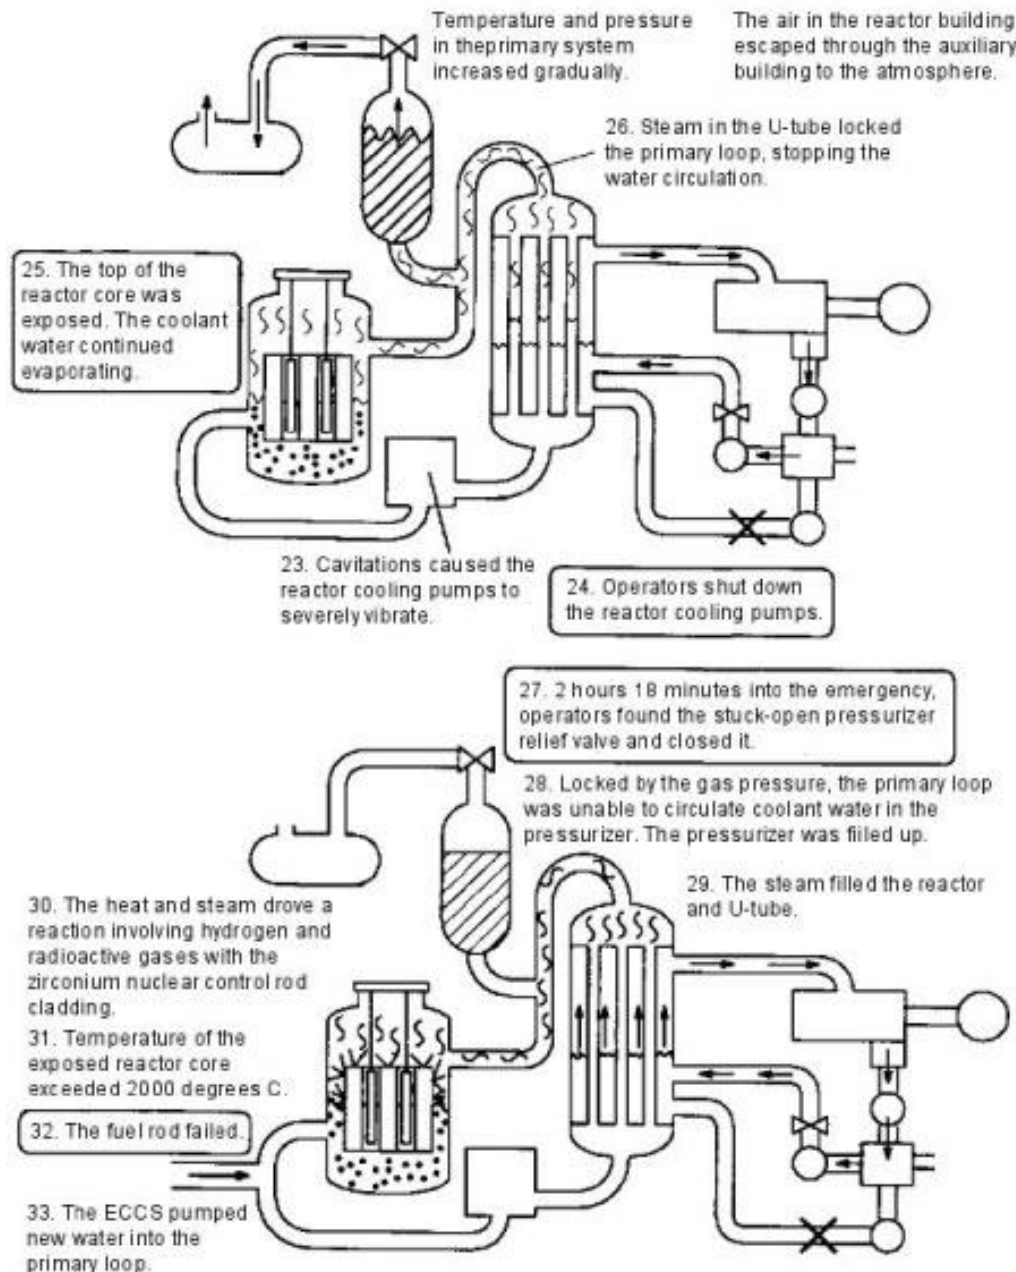 Temperature and pressure
in theprimary system
increased gradually.
The air in the reactor building
escaped through the auxiliary
building to the atmosphere.
26. Steam in the U-tube locked
the primary loop, stopping the
water circulation.
25. The top of the
reactor core was
exposed. The coolant
water continued
evaporating.
23. Cavitations caused the
reactor cooling pumps to
severely vibrate.
24. Operators shut down
the reactor cooling pumps.
27. 2 hours 18 minutes into the emergency,
operators found the stuck-open pressurizer
relief valve and closed it.
28. Locked by the gas pressure, the primary loop
was unable to circulate coolant water in the
pressurizer. The pressurizer was fiilled up.
29. The steam filled the reactor
and U-tube.
30. The heat and steam drove a
reaction involving hydrogen and
radioactive gases with the
zirconium nuclear control rod
cladding.
31. Temperature of the
exposed reactor core
exceeded 2000 degrees C.
32. The fuel rod failed.
33. The ECCS pumped
new water into the
primary loop.